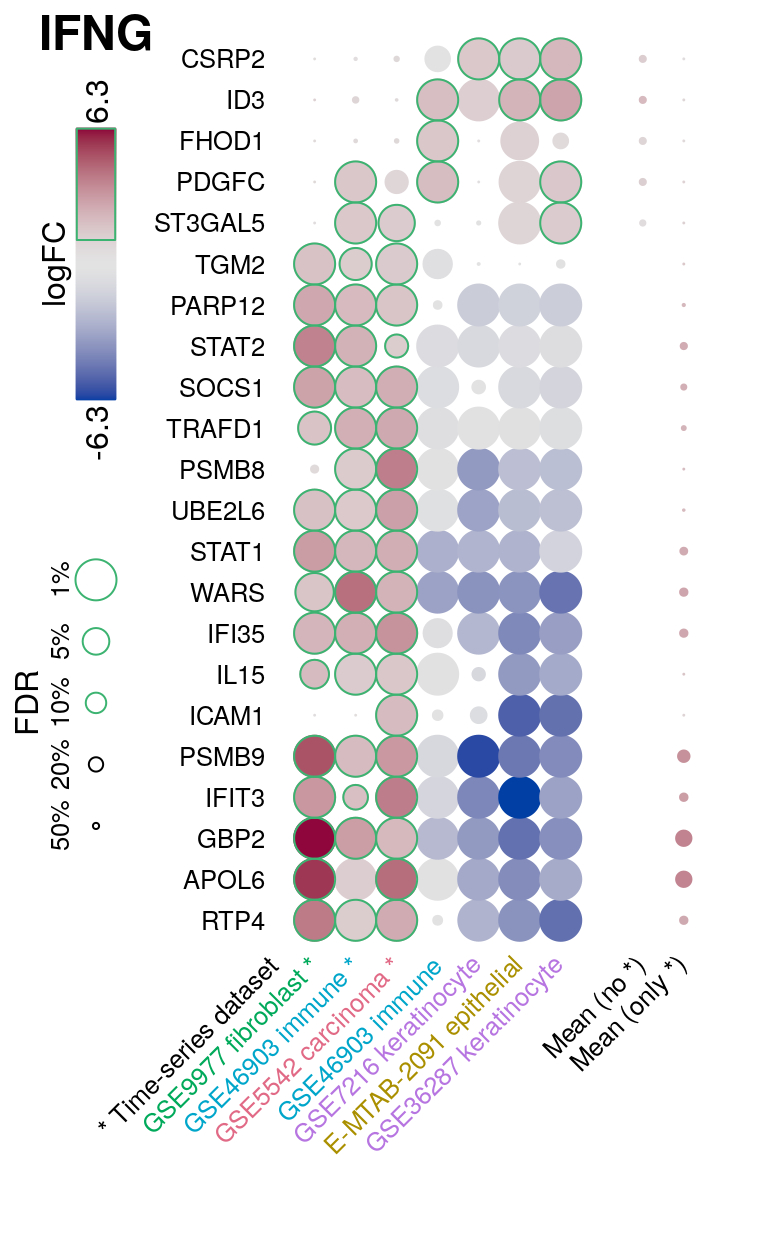 IFNG
6.3
logFC
-6.3
FDR
1%
5%
10%
20%
50%
CSRP2
ID3
FHOD1
PDGFC
ST3GAL5
TGM2
PARP12
STAT2
SOCS1
TRAFD1
PSMB8
UBE2L6
STAT1
WARS
IFI35
IL15
ICAM1
PSMB9
IFIT3
GBP2
APOL6
RTP4
* Time-series dataset
GSE9977 fibroblast *
GSE46903 immune *
GSE5542 carcinoma *
GSE46903 immune
GSE7216 keratinocyte
E-MTAB-2091 epithelial
GSE36287 keratinocyte
Mean (no *)
Mean (only *)